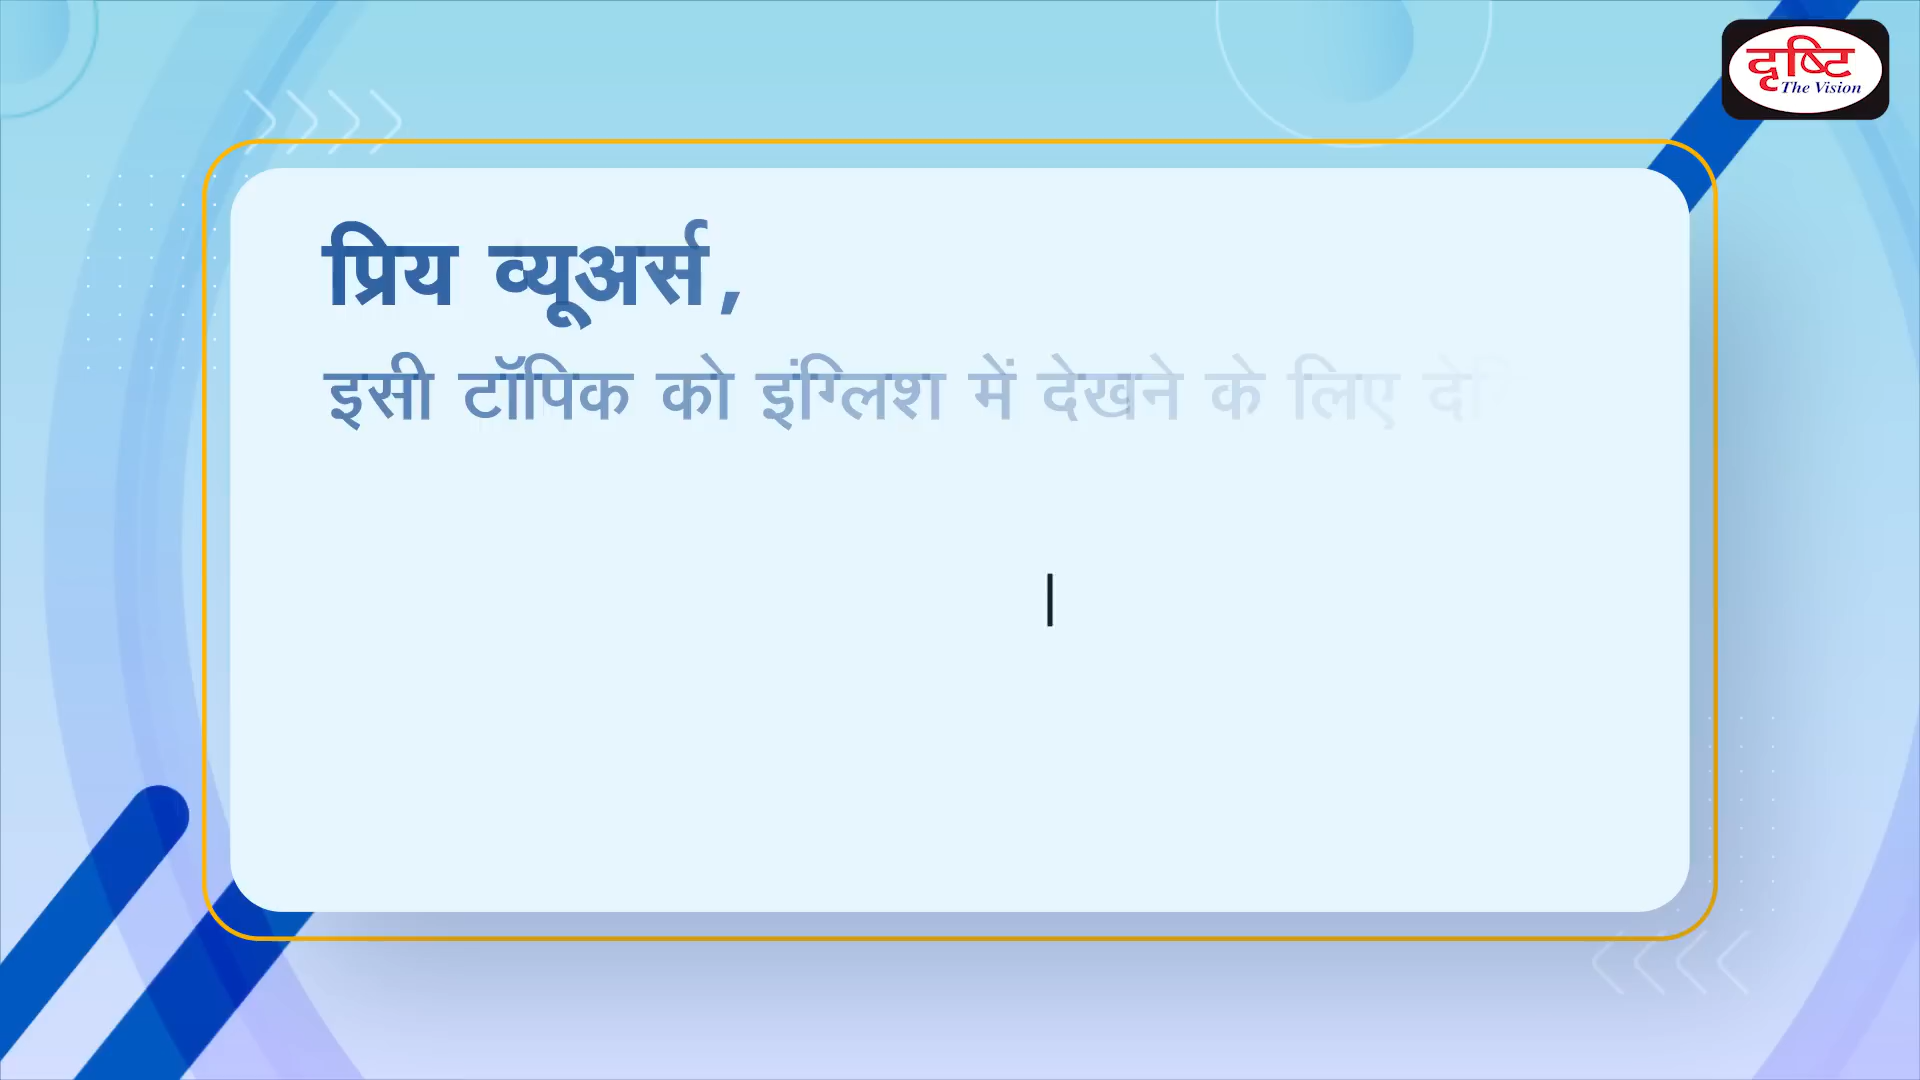 दृष्टि
The Vision
प्रिय व्यूअर्स,
इसी टॉपिक को इंग्लिश में देखने के लिए